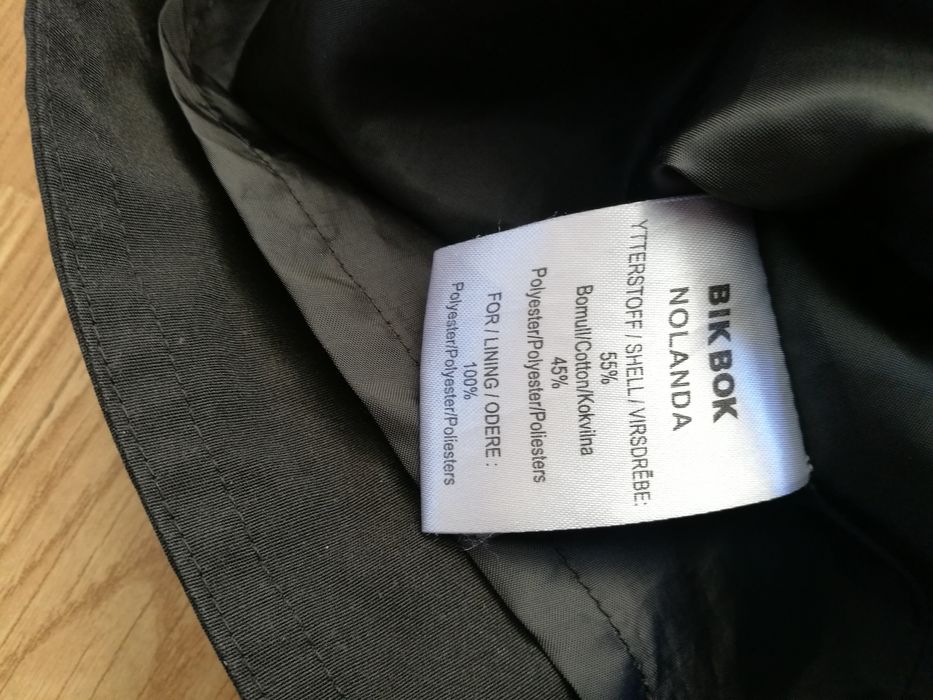 BIK BOK
NOLANDA
YTTERSTOFF / SHELL / VIRSDRĒBE:
55%
Bomull/Cotton/Kokvilna
45%
Polyester/Polyester/Poliesters
FOR / LINING / ODERE :
100%
Polyester/Polyester/Poliesters